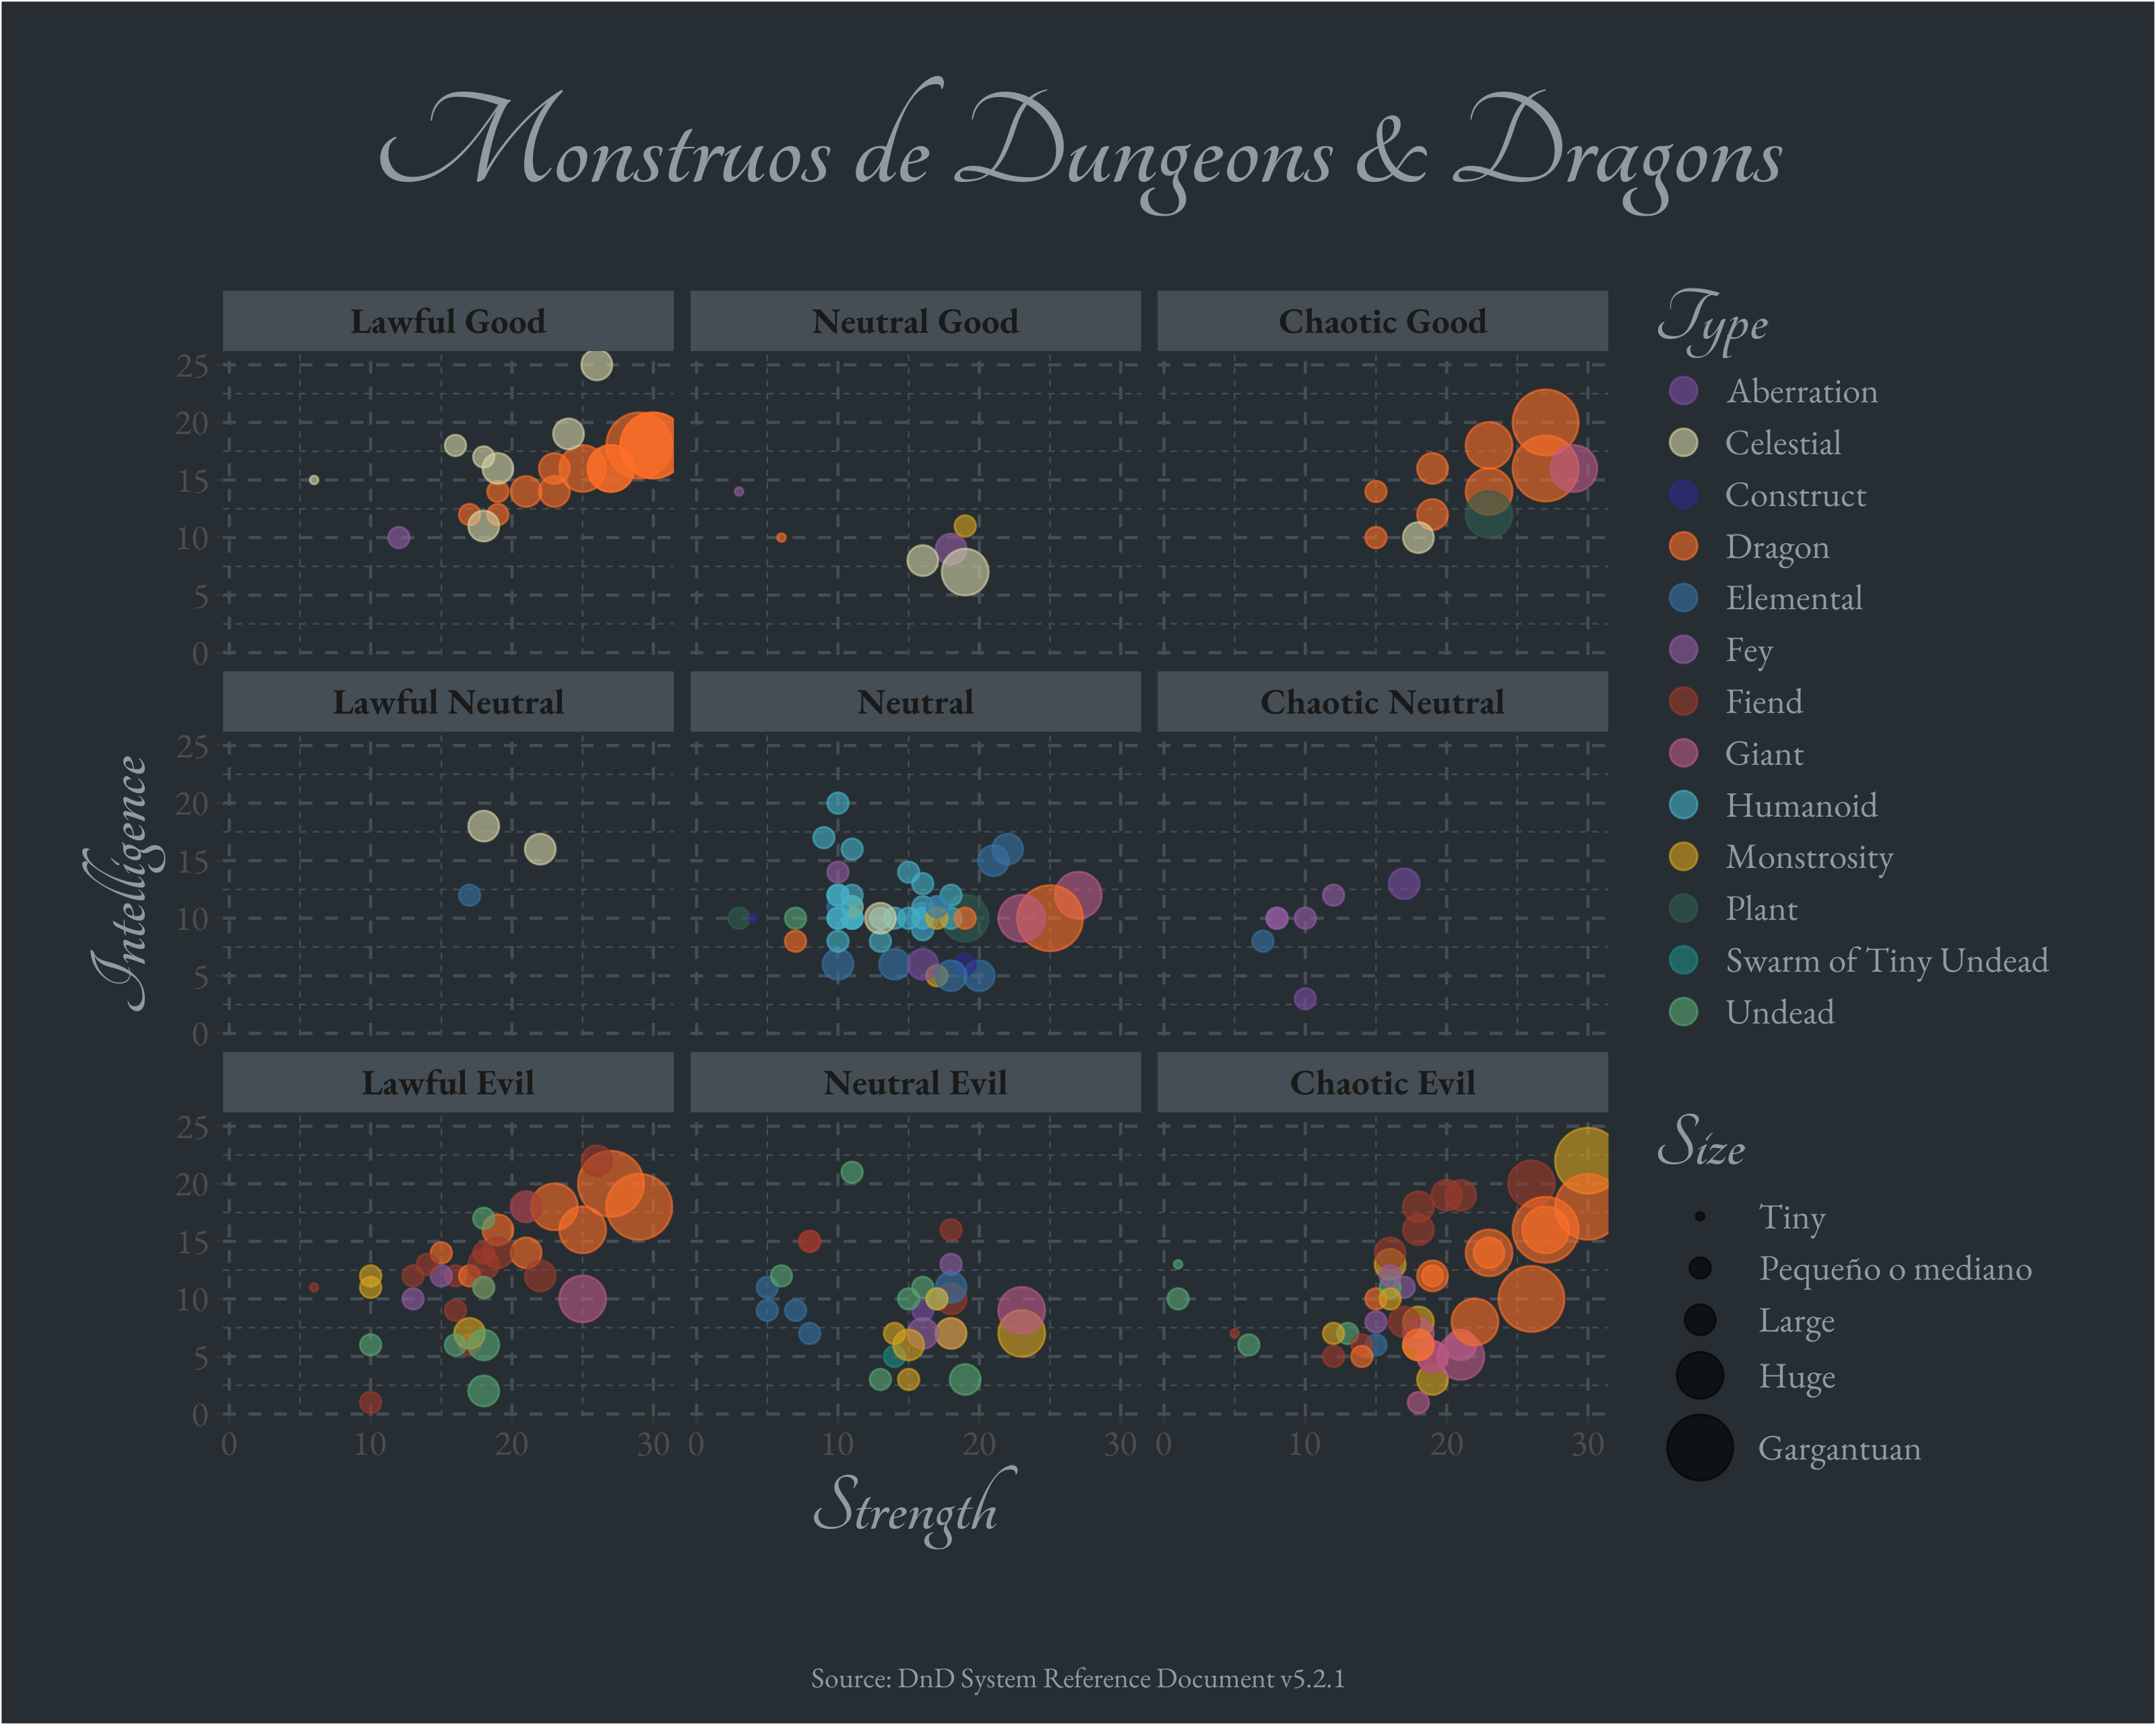 Monstruos de Dungeons & Dragons
Lawful Good
Neutral Good
Chaotic Good
25
20
15
10
5
0
Lawful Neutral
Neutral
Chaotic Neutral
25
20
15
10
5
0
Lawful Evil
Neutral Evil
Chaotic Evil
25
20
15
10
5
0
0 10 20 30
0 10 20 30
0 10 20 30
Intelligence
Strength
Type
Aberration
Celestial
Construct
Dragon
Elemental
Fey
Fiend
Giant
Humanoid
Monstrosity
Plant
Swarm of Tiny Undead
Undead
Size
Tiny
Pequeño o mediano
Large
Huge
Gargantuan
Source: DnD System Reference Document v5.2.1